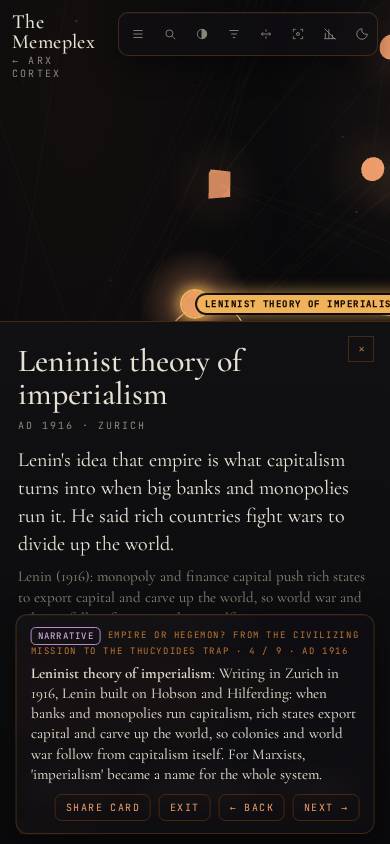 The
Memeplex
← ARX
CORTEX
LENINIST THEORY OF IMPERIALIS
Leninist theory of
imperialism
×
AD 1916 · ZURICH
Lenin's idea that empire is what capitalism
turns into when big banks and monopolies
run it. He said rich countries fight wars to
divide up the world.
Lenin (1916): monopoly and finance capital push rich states
to export capital and carve up the world, so world war and
NARRATIVE EMPIRE OR HEGEMON? FROM THE CIVILIZING
MISSION TO THE THUCYDIDES TRAP · 4 / 9 · AD 1916
Leninist theory of imperialism: Writing in Zurich in
1916, Lenin built on Hobson and Hilferding: when
banks and monopolies run capitalism, rich states export
capital and carve up the world, so colonies and world
war follow from capitalism itself. For Marxists,
'imperialism' became a name for the whole system.
SHARE CARD EXIT ← BACK NEXT →